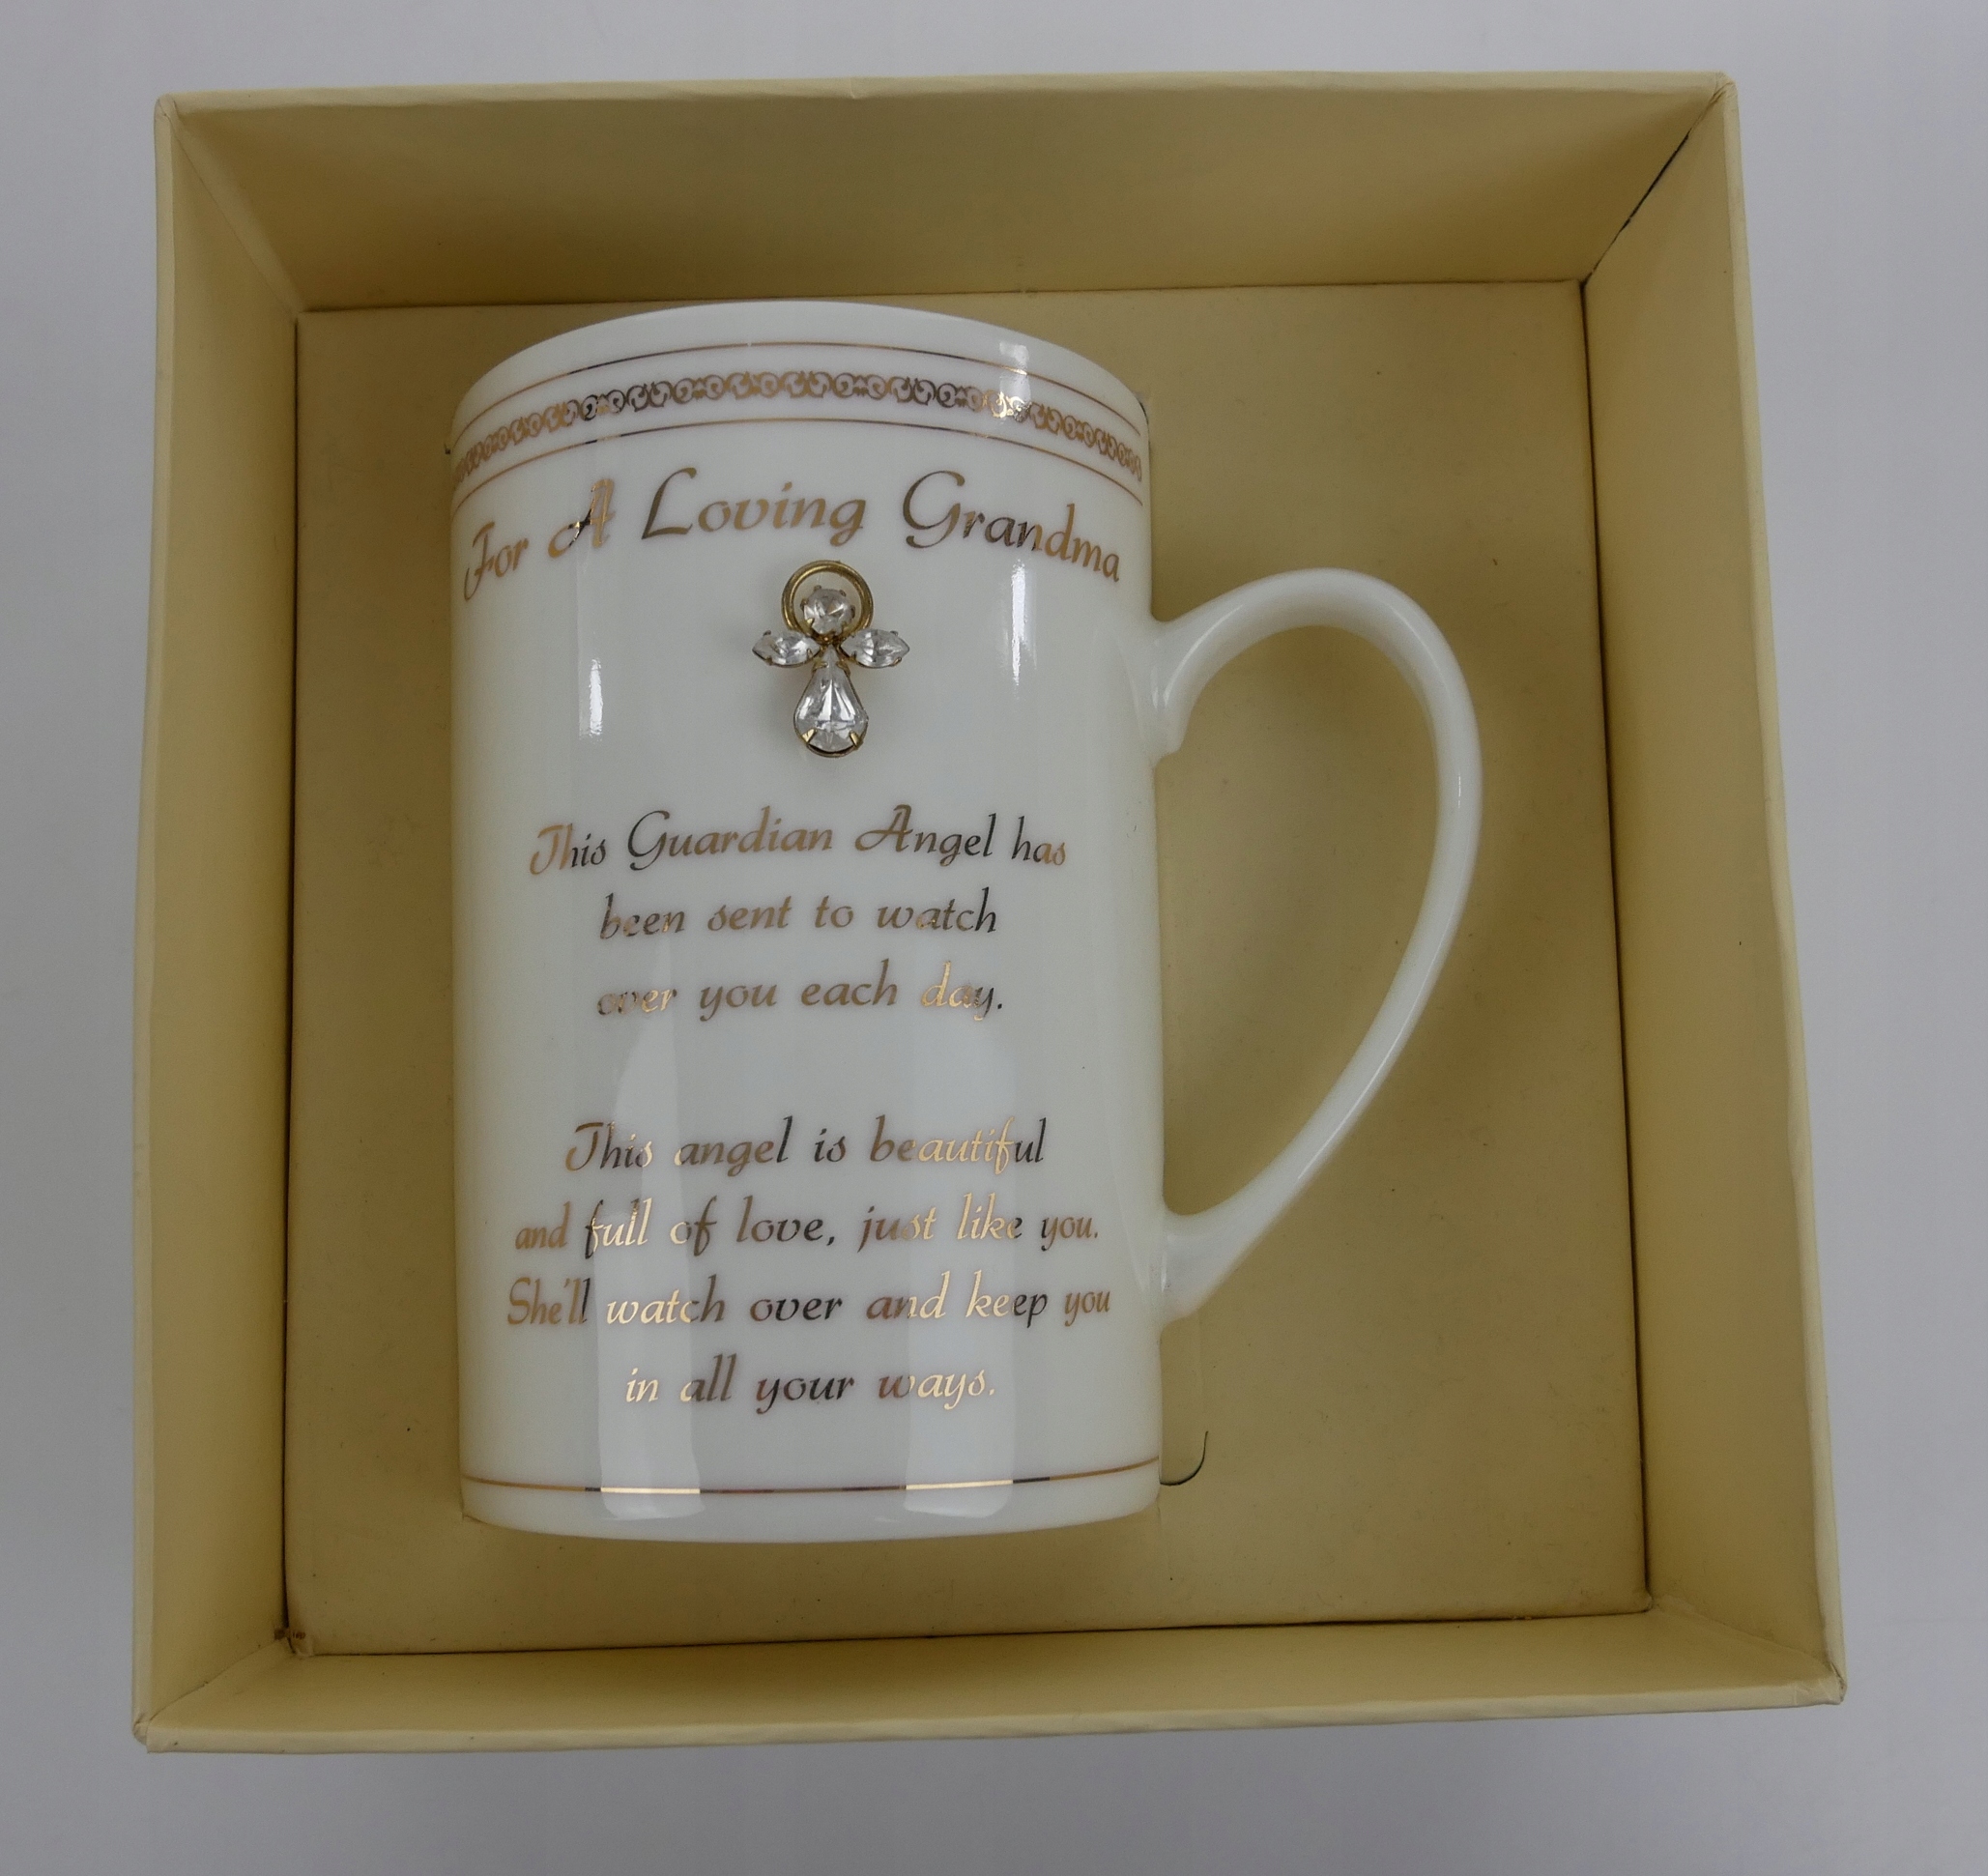 For A Loving Grandma
This Guardian Angel has
been sent to watch
over you each day.
This angel is beautiful
and full of love, just like you.
She'll watch over and keep you
in all your ways.